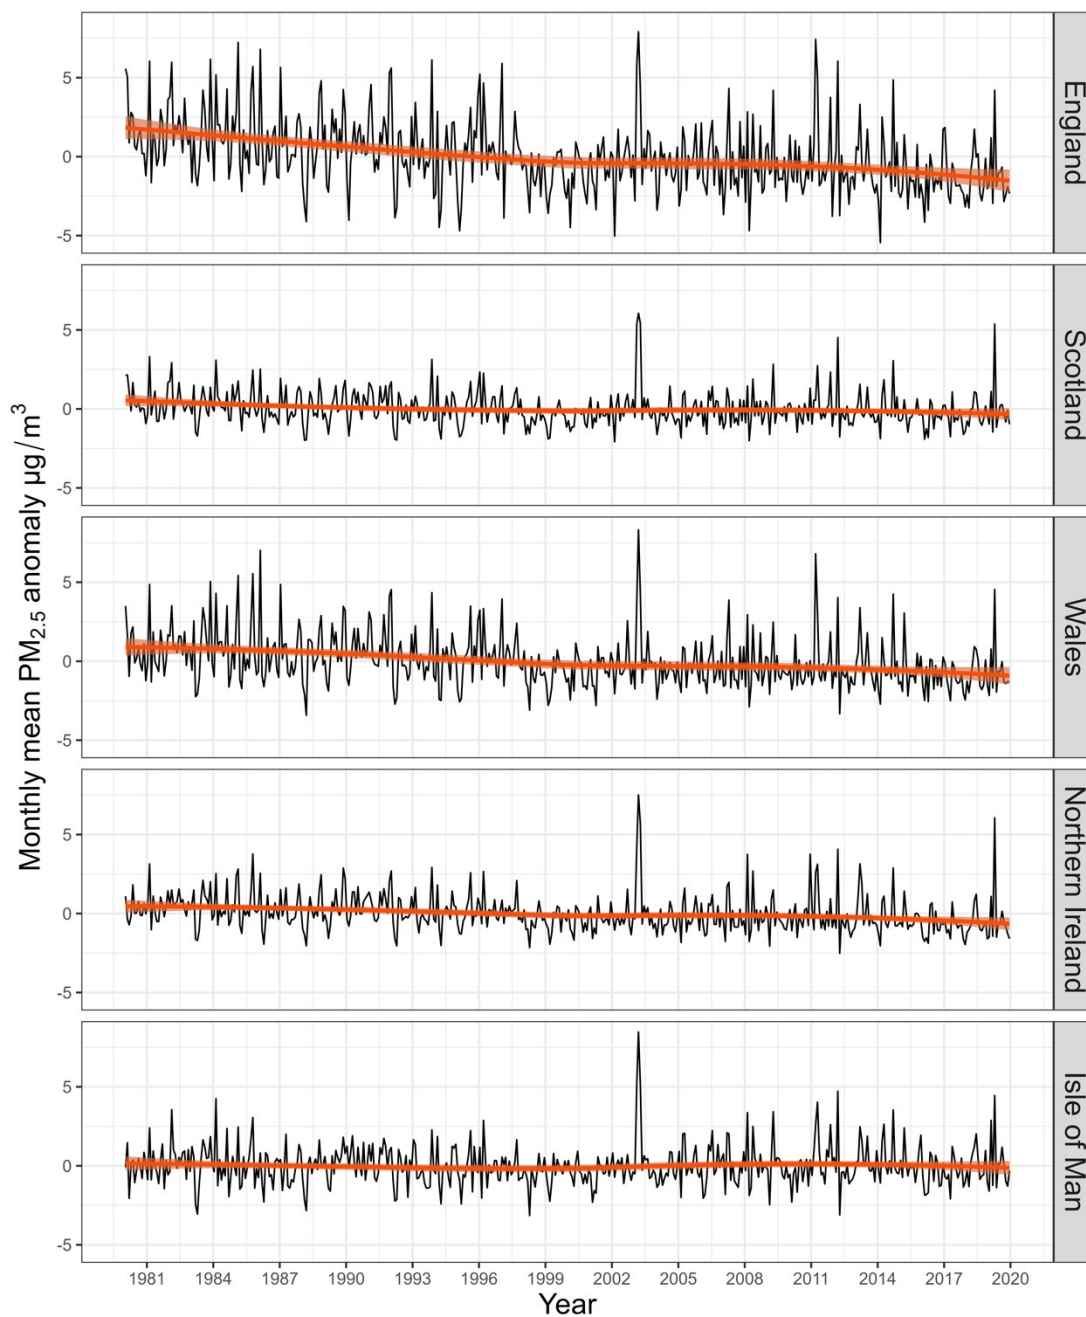 Monthly mean PM2.5 anomaly µg/m3
5
0
-5
England
5
0
-5
Scotland
5
0
-5
Wales
5
0
-5
Northern Ireland
5
0
-5
Isle of Man
1981 1984 1987 1990 1993 1996 1999 2002 2005 2008 2011 2014 2017 2020
Year